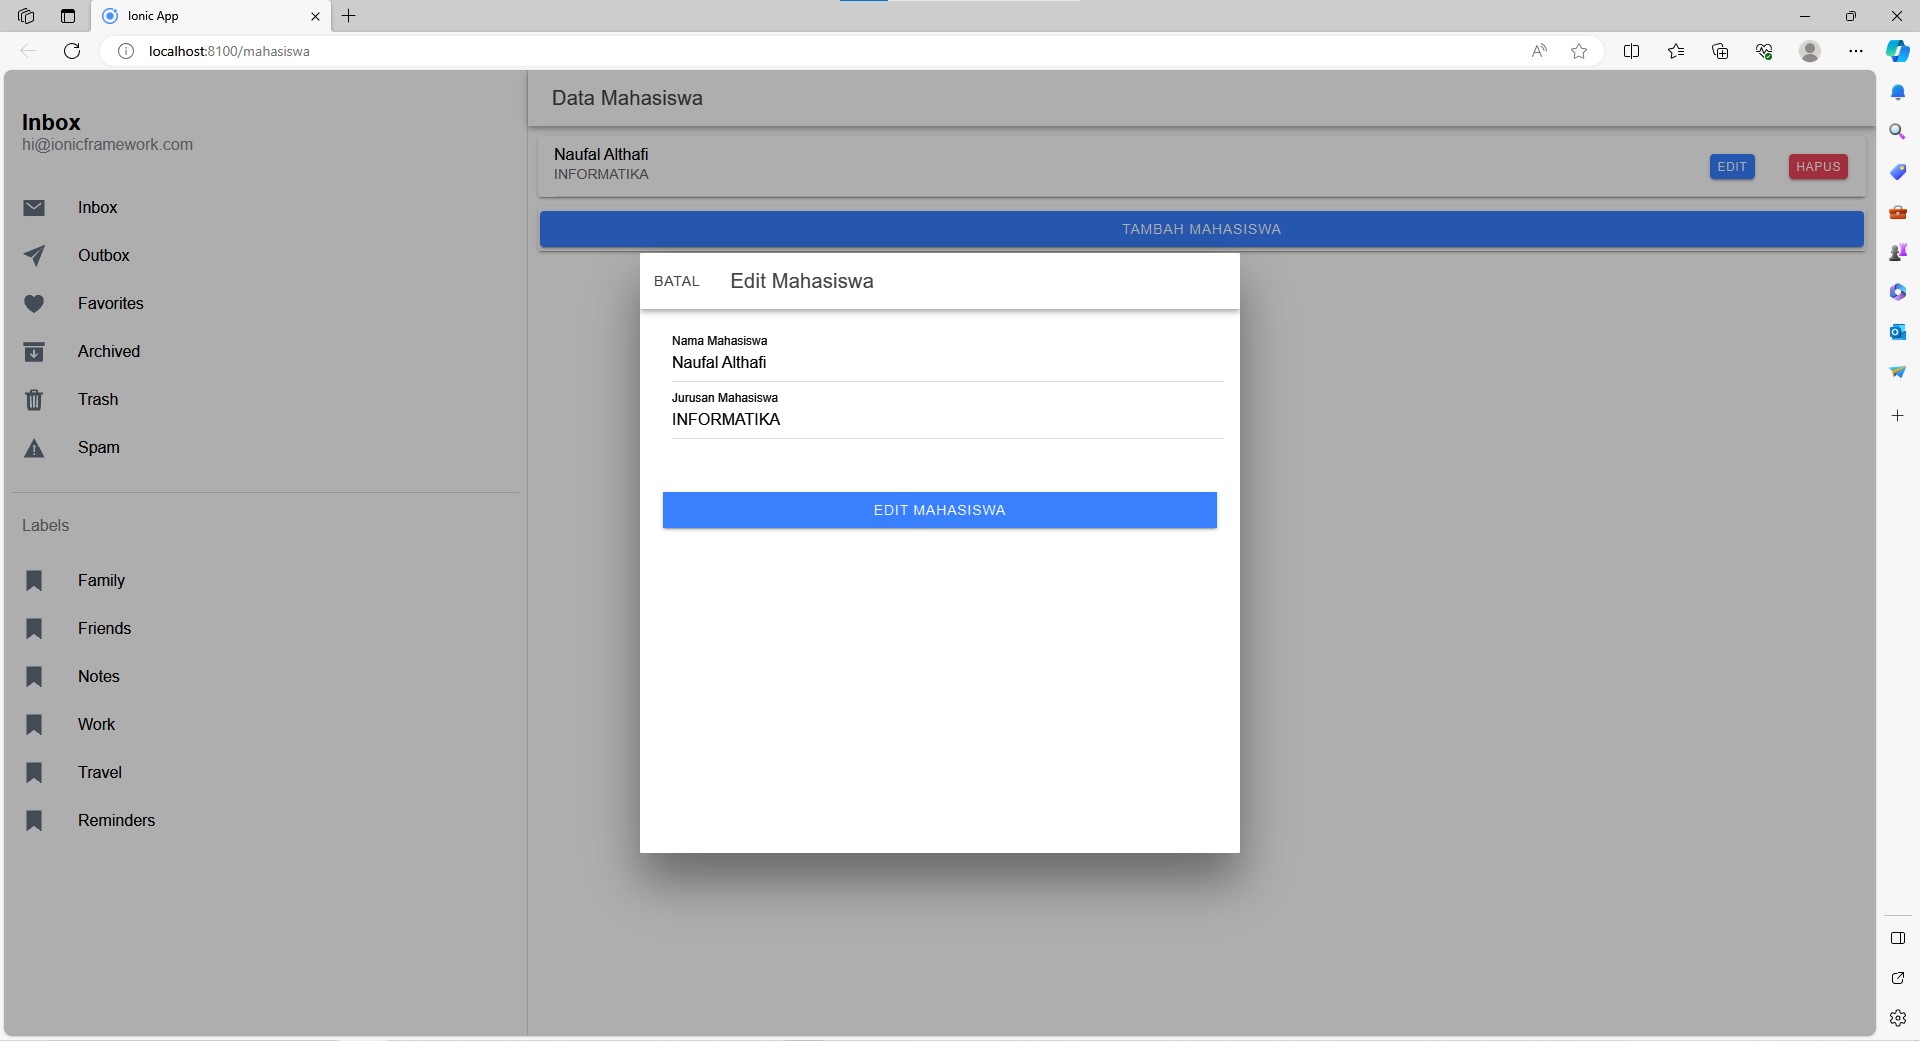 Ionic App
localhost:8100/mahasiswa
Inbox
hi@ionicframework.com
Inbox
Outbox
Favorites
Archived
Trash
Spam
Labels
Family
Friends
Notes
Work
Travel
Reminders
Data Mahasiswa
Naufal Althafi
INFORMATIKA
EDIT
HAPUS
TAMBAH MAHASISWA
BATAL
Edit Mahasiswa
Nama Mahasiswa
Naufal Althafi
Jurusan Mahasiswa
INFORMATIKA
EDIT MAHASISWA